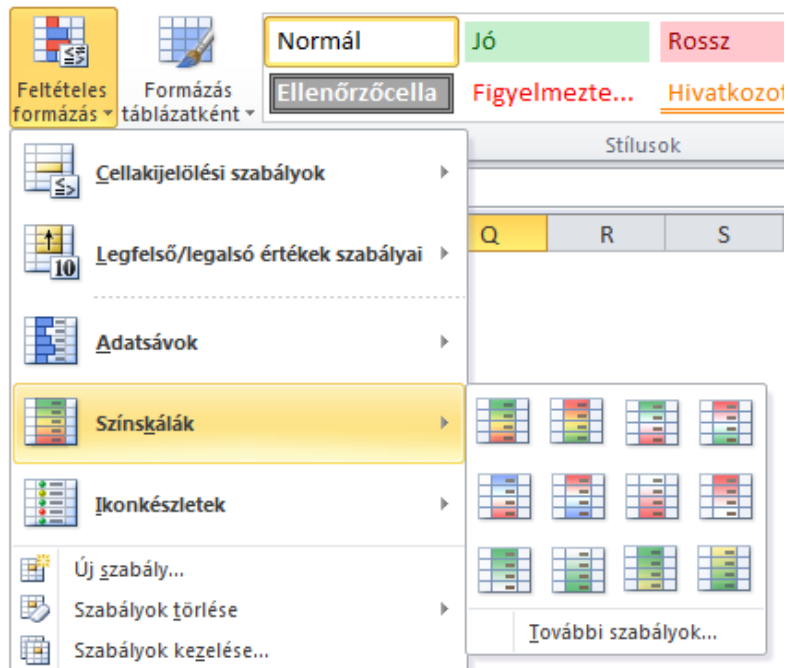 Feltételes
formázás
Formázás
táblázatként
Normál
Jó
Rossz
Ellenőrzőcella
Figyelmezte...
Hivatkozot
Stílusok
Cellakijelölési szabályok
Q R S
10
Legfelső/legalsó értékek szabályai
Adatsávok
Színskálák
Ikonkészletek
Új szabály...
Szabályok törlése
Szabályok kezelése...
További szabályok...